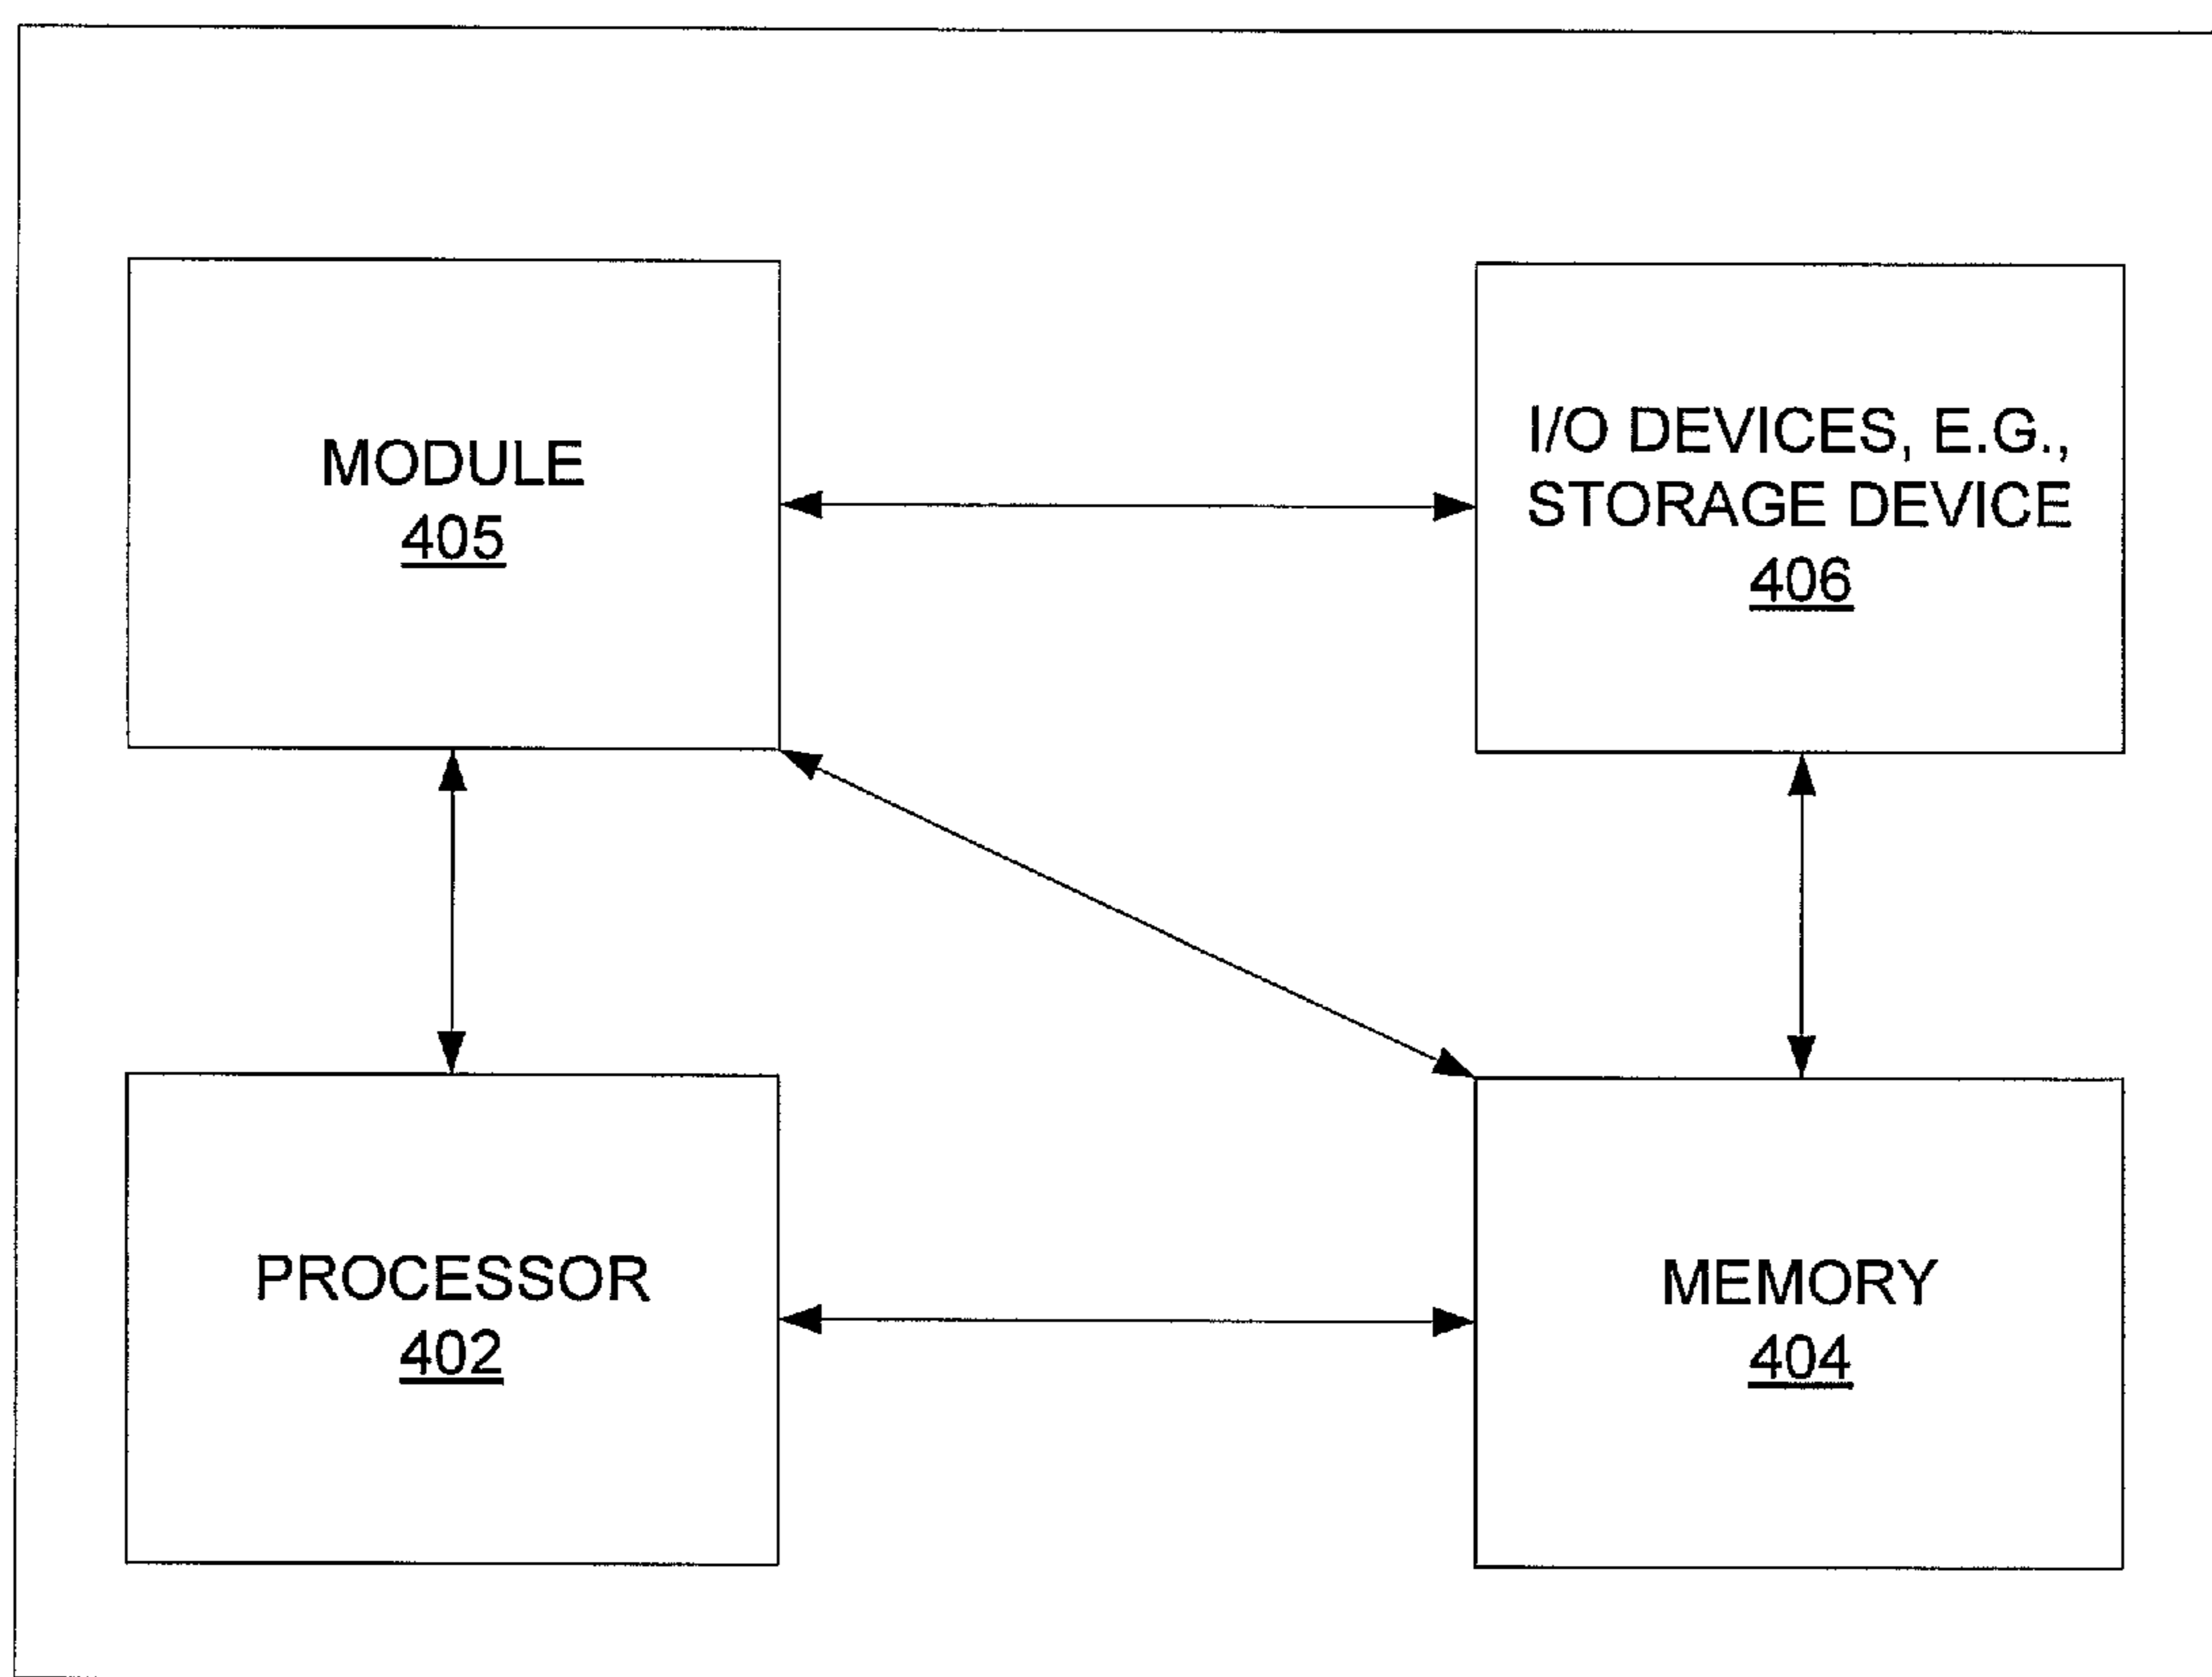 MODULE
405
I/O DEVICES, E.G.,
STORAGE DEVICE
406
PROCESSOR
402
MEMORY
404